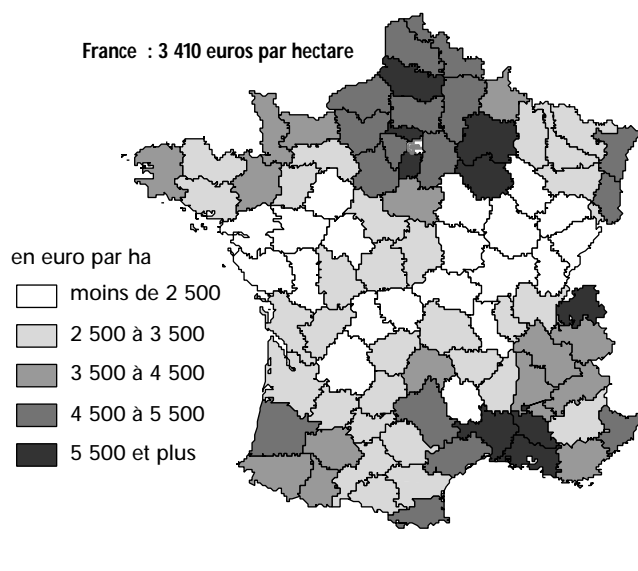 France : 3 410 euros par hectare
en euro par ha
moins de 2 500
2 500 à 3 500
3 500 à 4 500
4 500 à 5 500
5 500 et plus